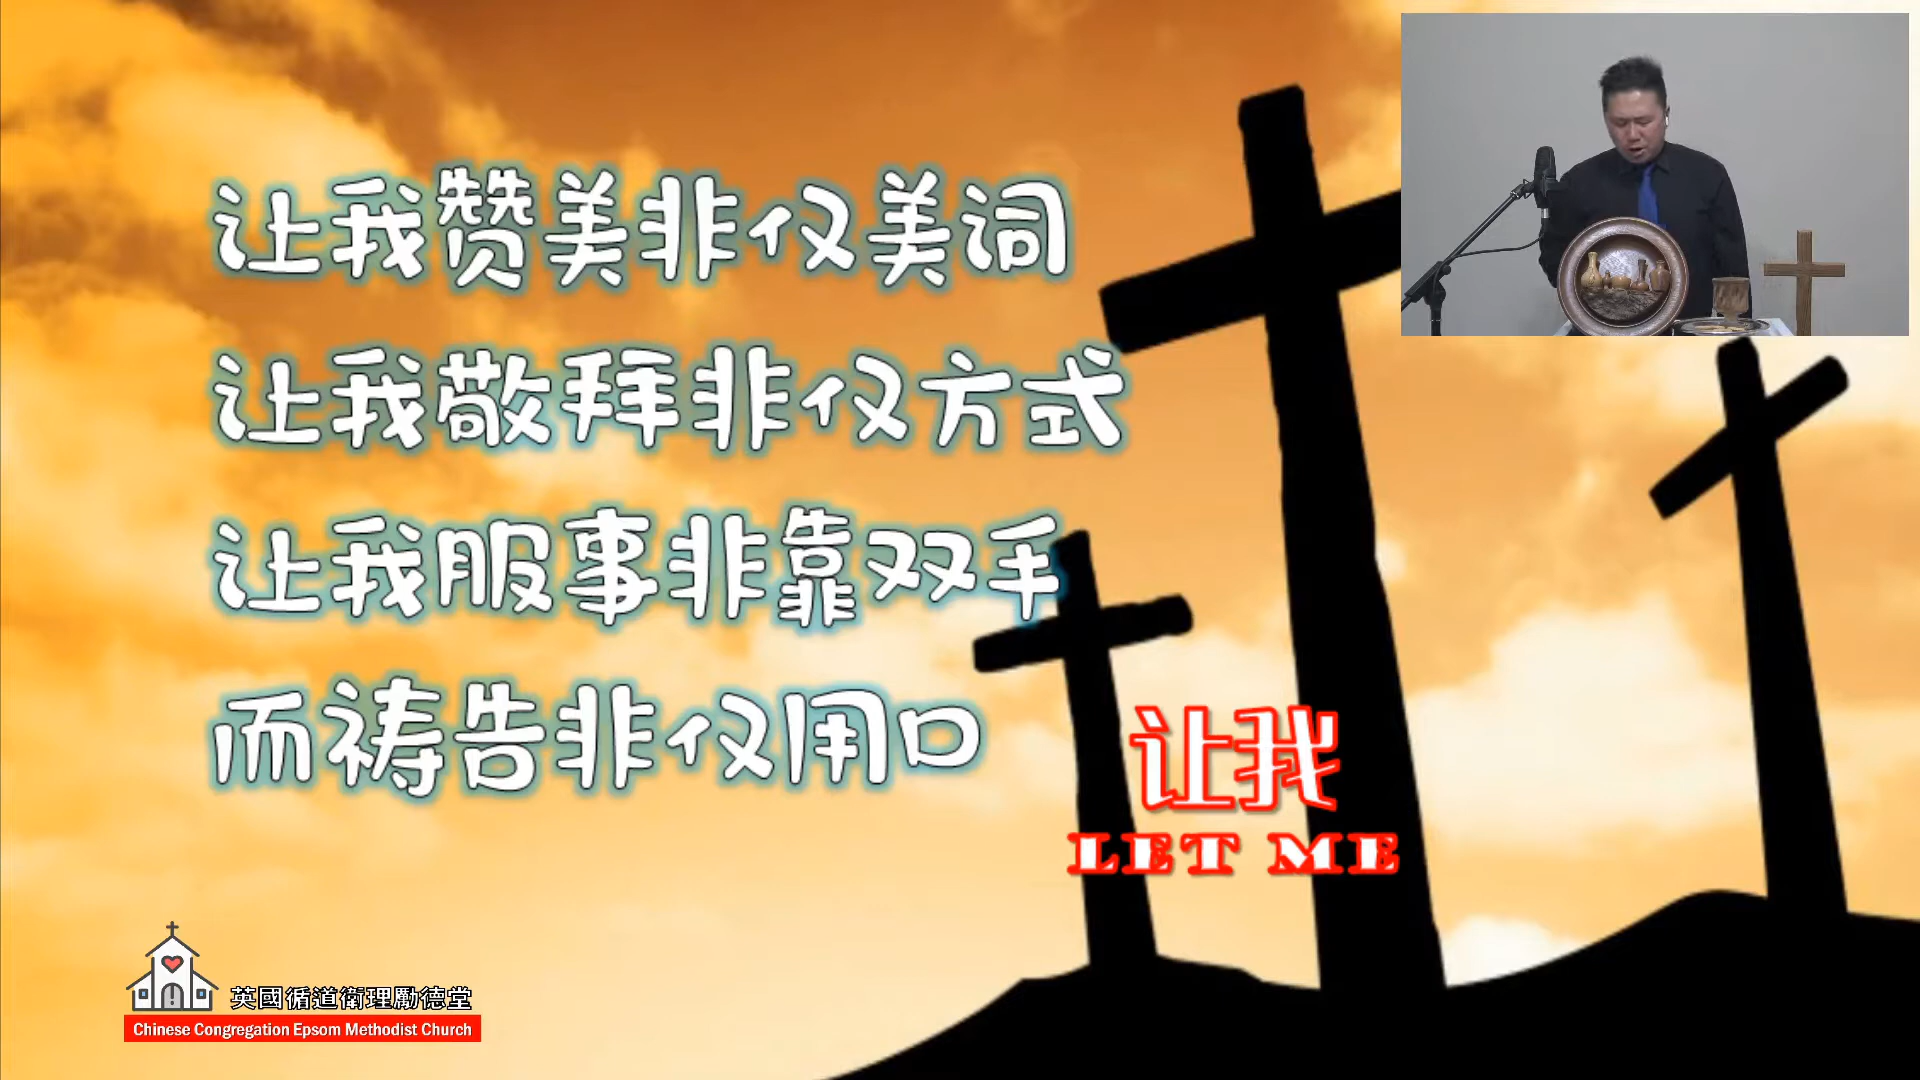 让我赞美非仅美词
让我敬拜非仅方式
让我服事非靠双手
而祷告非仅用口
让我
LET ME
英國循道衛理勵德堂
Chinese Congregation Epsom Methodist Church